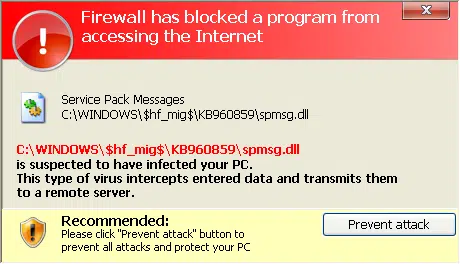 Firewall has blocked a program from
accessing the Internet
Service Pack Messages
C:\WINDOWS\$hf_mig$\KB960859\spmsg.dll
C:\WINDOWS\$hf_mig$\KB960859\spmsg.dll
is suspected to have infected your PC.
This type of virus intercepts entered data and transmits them
to a remote server.
Recommended:
Please click "Prevent attack" button to
prevent all attacks and protect your PC
Prevent attack